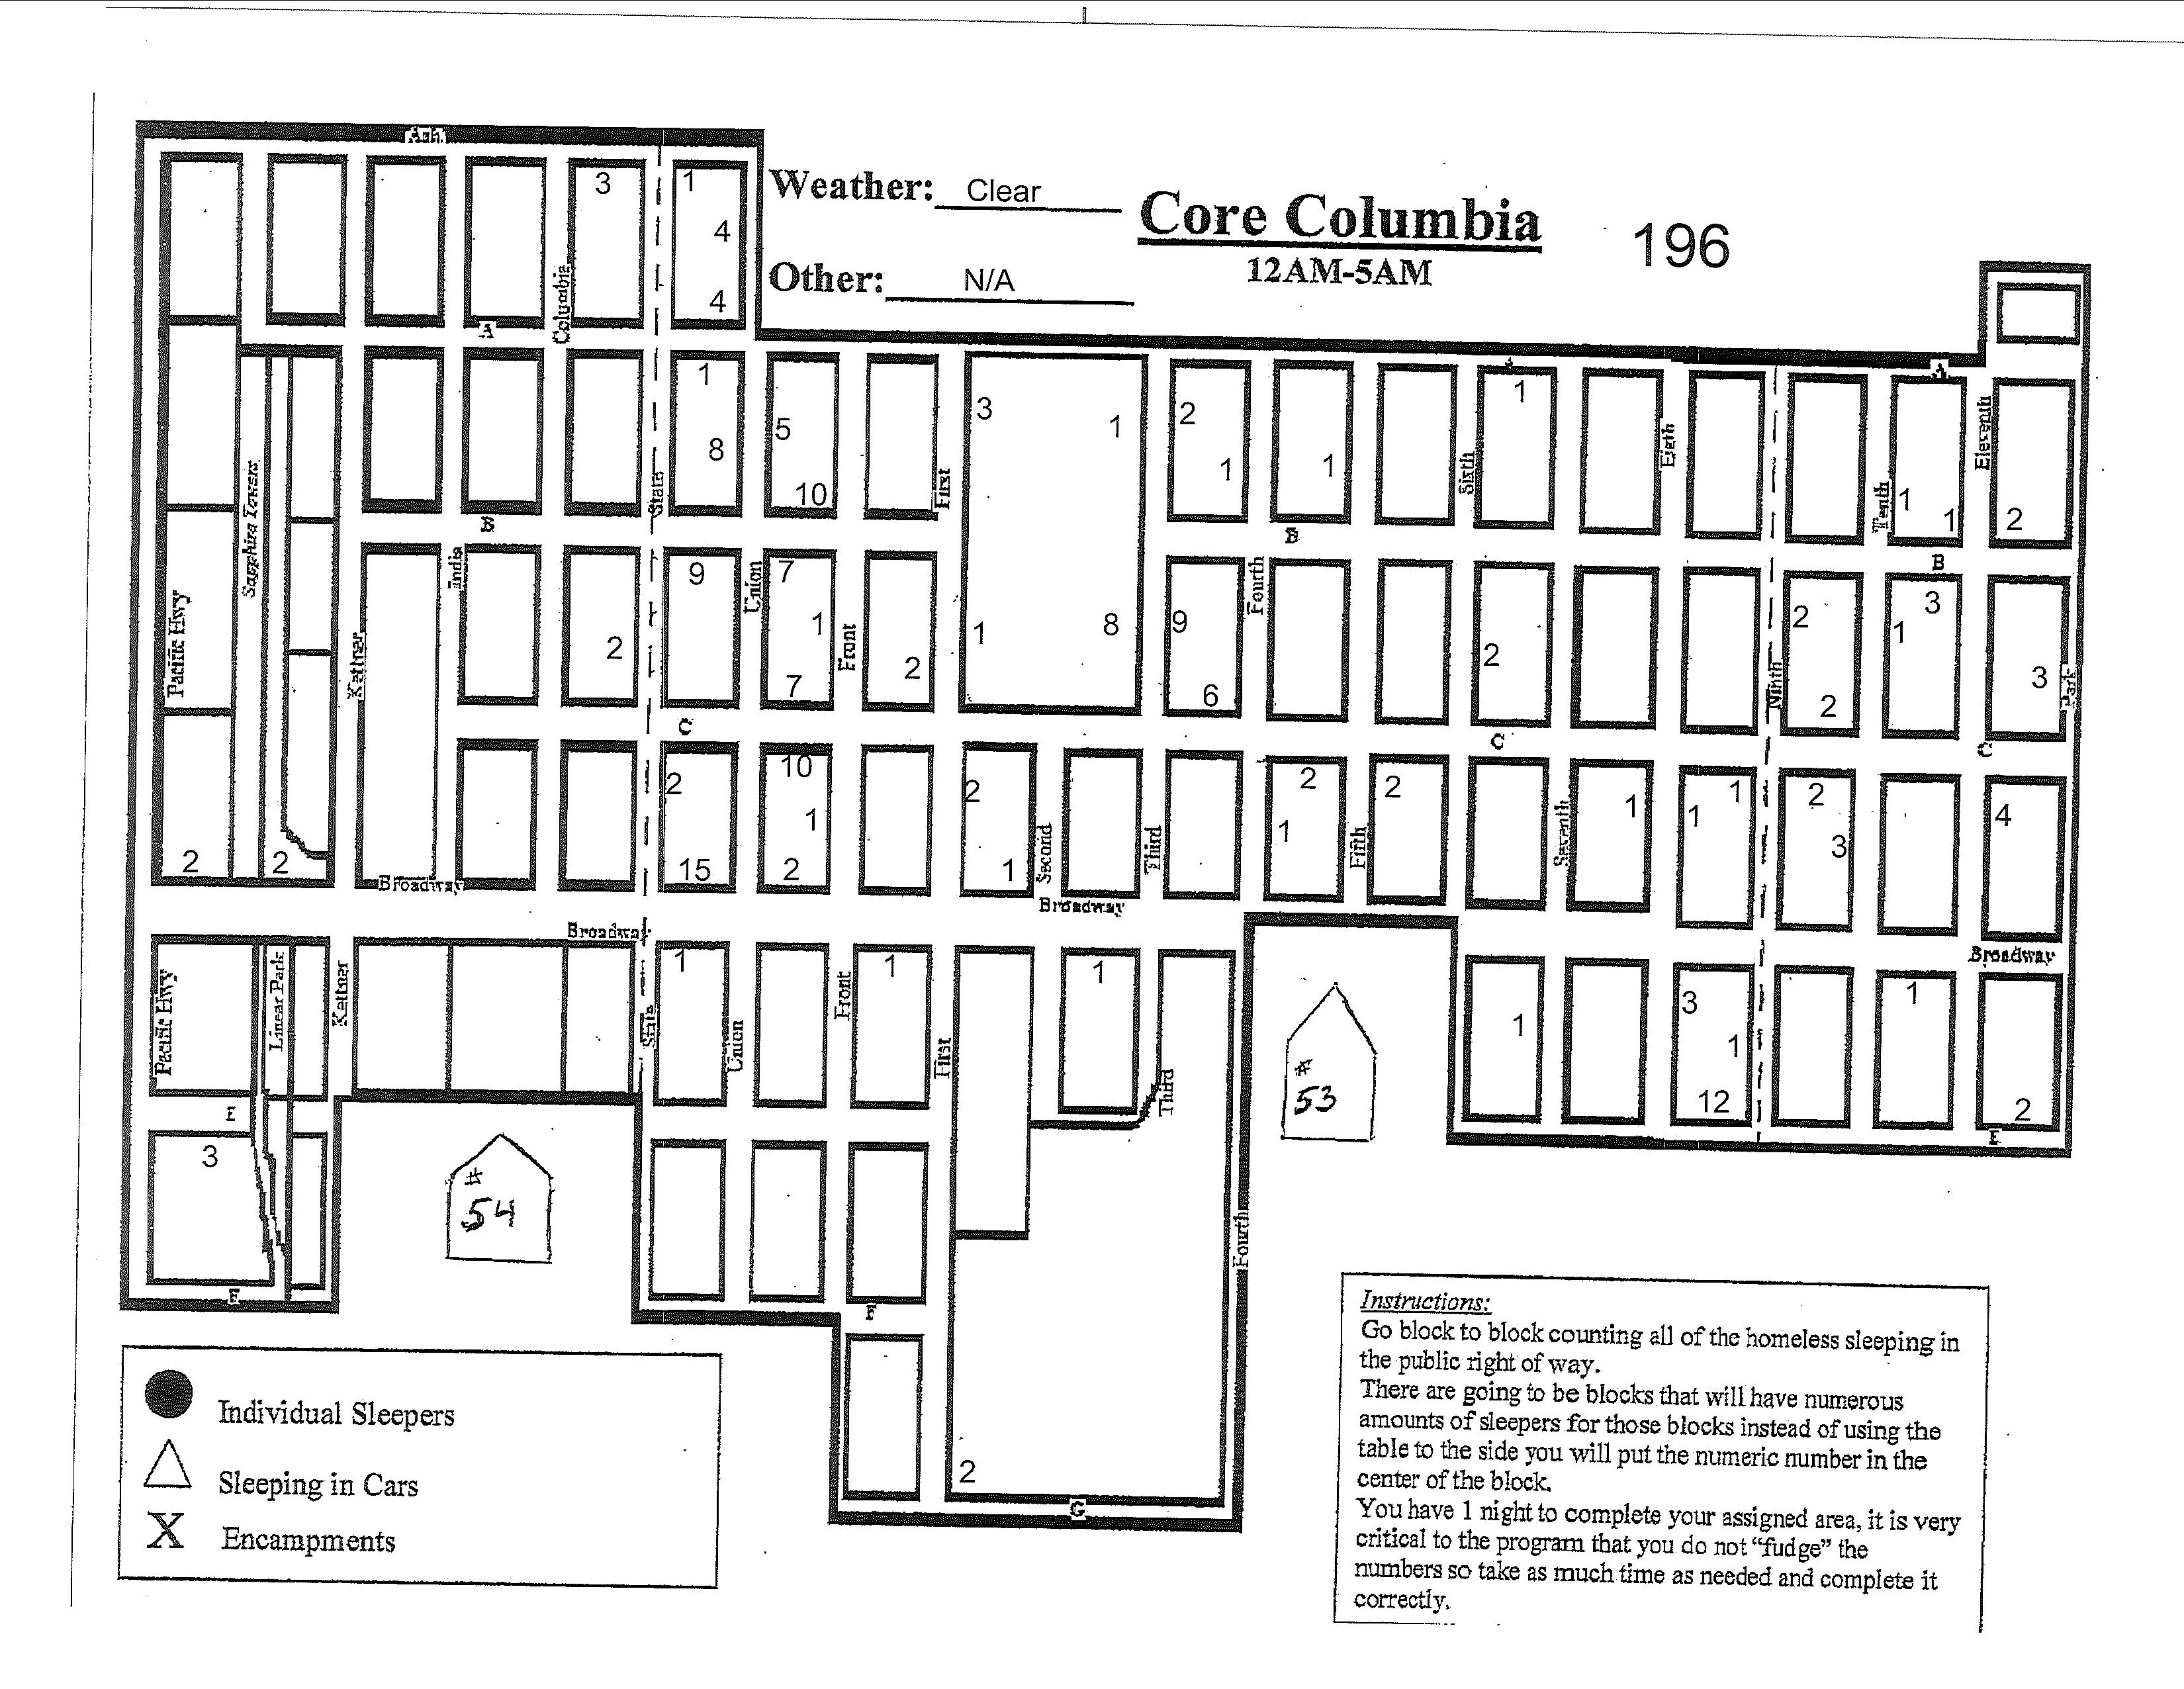 Ash
Weather: Clear
Core Columbia
196
12AM-5AM
Other: N/A
3
1
4
4
Columbia
A
A
1
8
5
10
First
3
1
1
8
2
1
1
1
Sixth
Eigth
Tenth
1
1
Eleventh
2
State
Sapphire Tower
B
B
B
Pacific Hwy
Kettner
India
2
9
Union
7
1
7
Front
2
9
6
Fourth
2
Ninth
2
2
3
1
3
Park
C
C
C
2
2
2
15
10
1
2
2
1
Second
Third
2
1
Fifth
2
Seventh
1
1
1
2
3
4
Broadway
Broadway
Broadway
Broadway
Pacific Hwy
Linear Park
Kettner
State
1
Union
Front
1
First
1
Third
1
3
1
12
1
2
E
E
# 53
3
# 54
Fourth
F
F
2
G
Individual Sleepers
Sleeping in Cars
X Encampments
Instructions:
Go block to block counting all of the homeless sleeping in
the public right of way.
There are going to be blocks that will have numerous
amounts of sleepers for those blocks instead of using the
table to the side you will put the numeric number in the
center of the block.
You have 1 night to complete your assigned area, it is very
critical to the program that you do not "fudge" the
numbers so take as much time as needed and complete it
correctly.